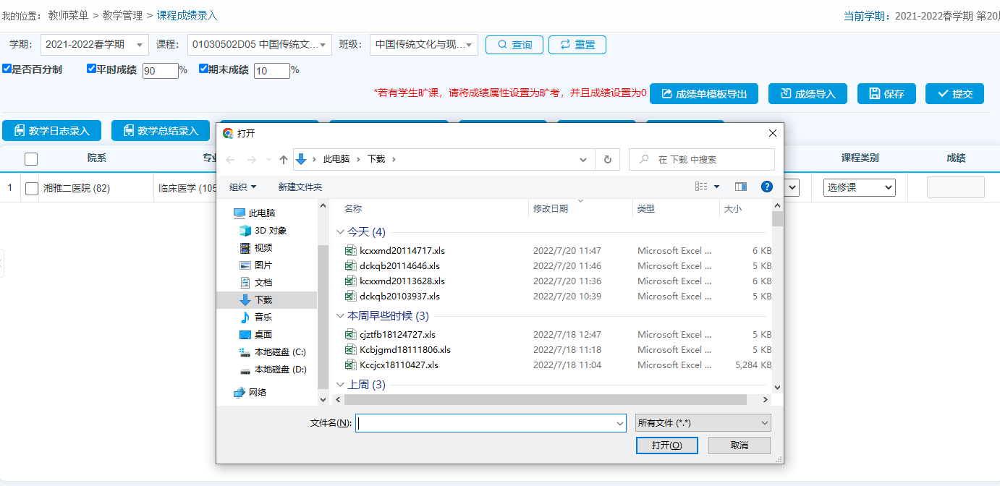 我的位置： 教师菜单 > 教学管理 > 课程成绩录入
当前学期：2021-2022春学期 第20
学期： 2021-2022春学期 课程： 01030502D05 中国传统文... 班级： 中国传统文化与现... 查询 重置
是否百分制 平时成绩 90 % 期末成绩 10 %
*若有学生旷课，请将成绩属性设置为旷考，并且成绩设置为0 成绩单模板导出 成绩导入 保存 提交
教学日志录入 教学总结录入
院系 专业 课程类别 成绩
1 湘雅二医院 (82) 临床医学 (105 选修课
打开
此电脑 下载
在 下载 中搜索
组织 新建文件夹
此电脑
3D 对象
视频
图片
文档
下载
音乐
桌面
本地磁盘 (C:)
本地磁盘 (D:)
网络
名称 修改日期 类型 大小
今天 (4)
kcxxmd20114717.xls 2022/7/20 11:47 Microsoft Excel ... 6 KB
dckqb20114646.xls 2022/7/20 11:46 Microsoft Excel ... 5 KB
kcxxmd20113628.xls 2022/7/20 11:36 Microsoft Excel ... 6 KB
dckqb20103937.xls 2022/7/20 10:39 Microsoft Excel ... 5 KB
本周早些时候 (3)
cjztfb18124727.xls 2022/7/18 12:47 Microsoft Excel ... 5 KB
Kcbjgmd18111806.xls 2022/7/18 11:18 Microsoft Excel ... 5 KB
Kccjcx18110427.xls 2022/7/18 11:04 Microsoft Excel ... 5,284 KB
上周 (3)
文件名(N): 所有文件 (*.*)
打开(O) 取消